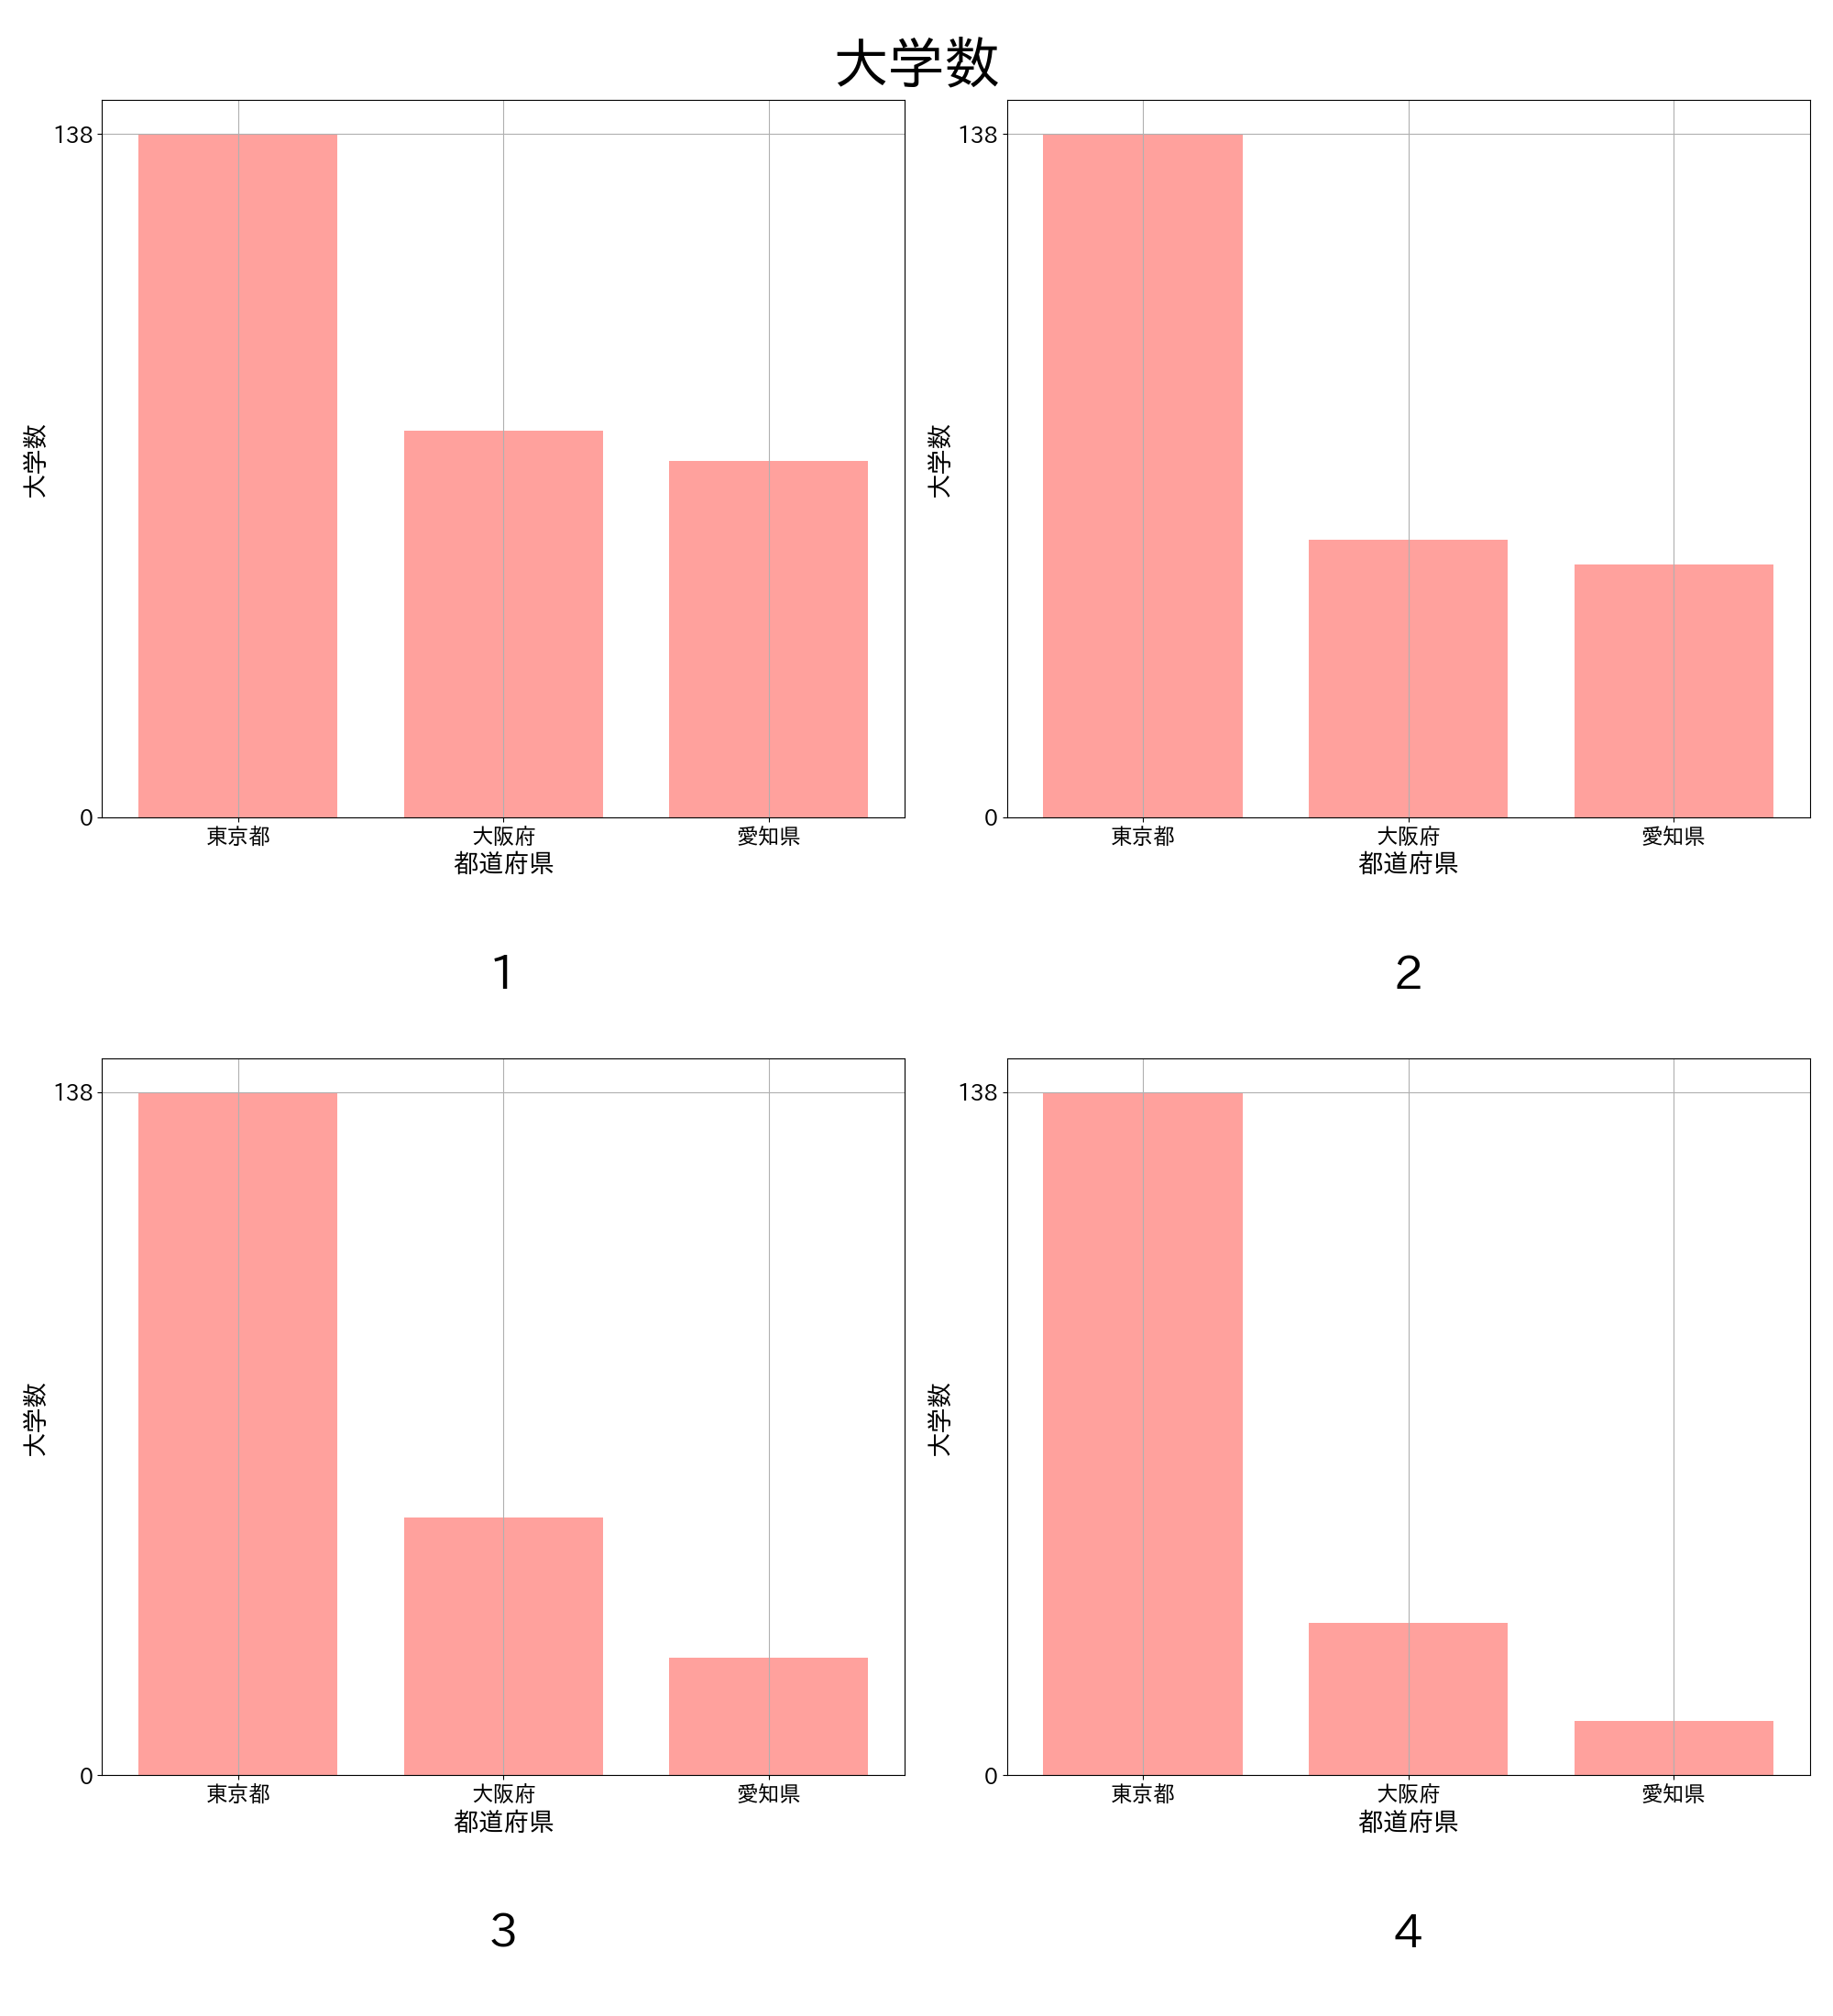 大学数
138
0
大学数
東京都 大阪府 愛知県
都道府県
1
138
0
大学数
東京都 大阪府 愛知県
都道府県
2
138
0
大学数
東京都 大阪府 愛知県
都道府県
3
138
0
大学数
東京都 大阪府 愛知県
都道府県
4